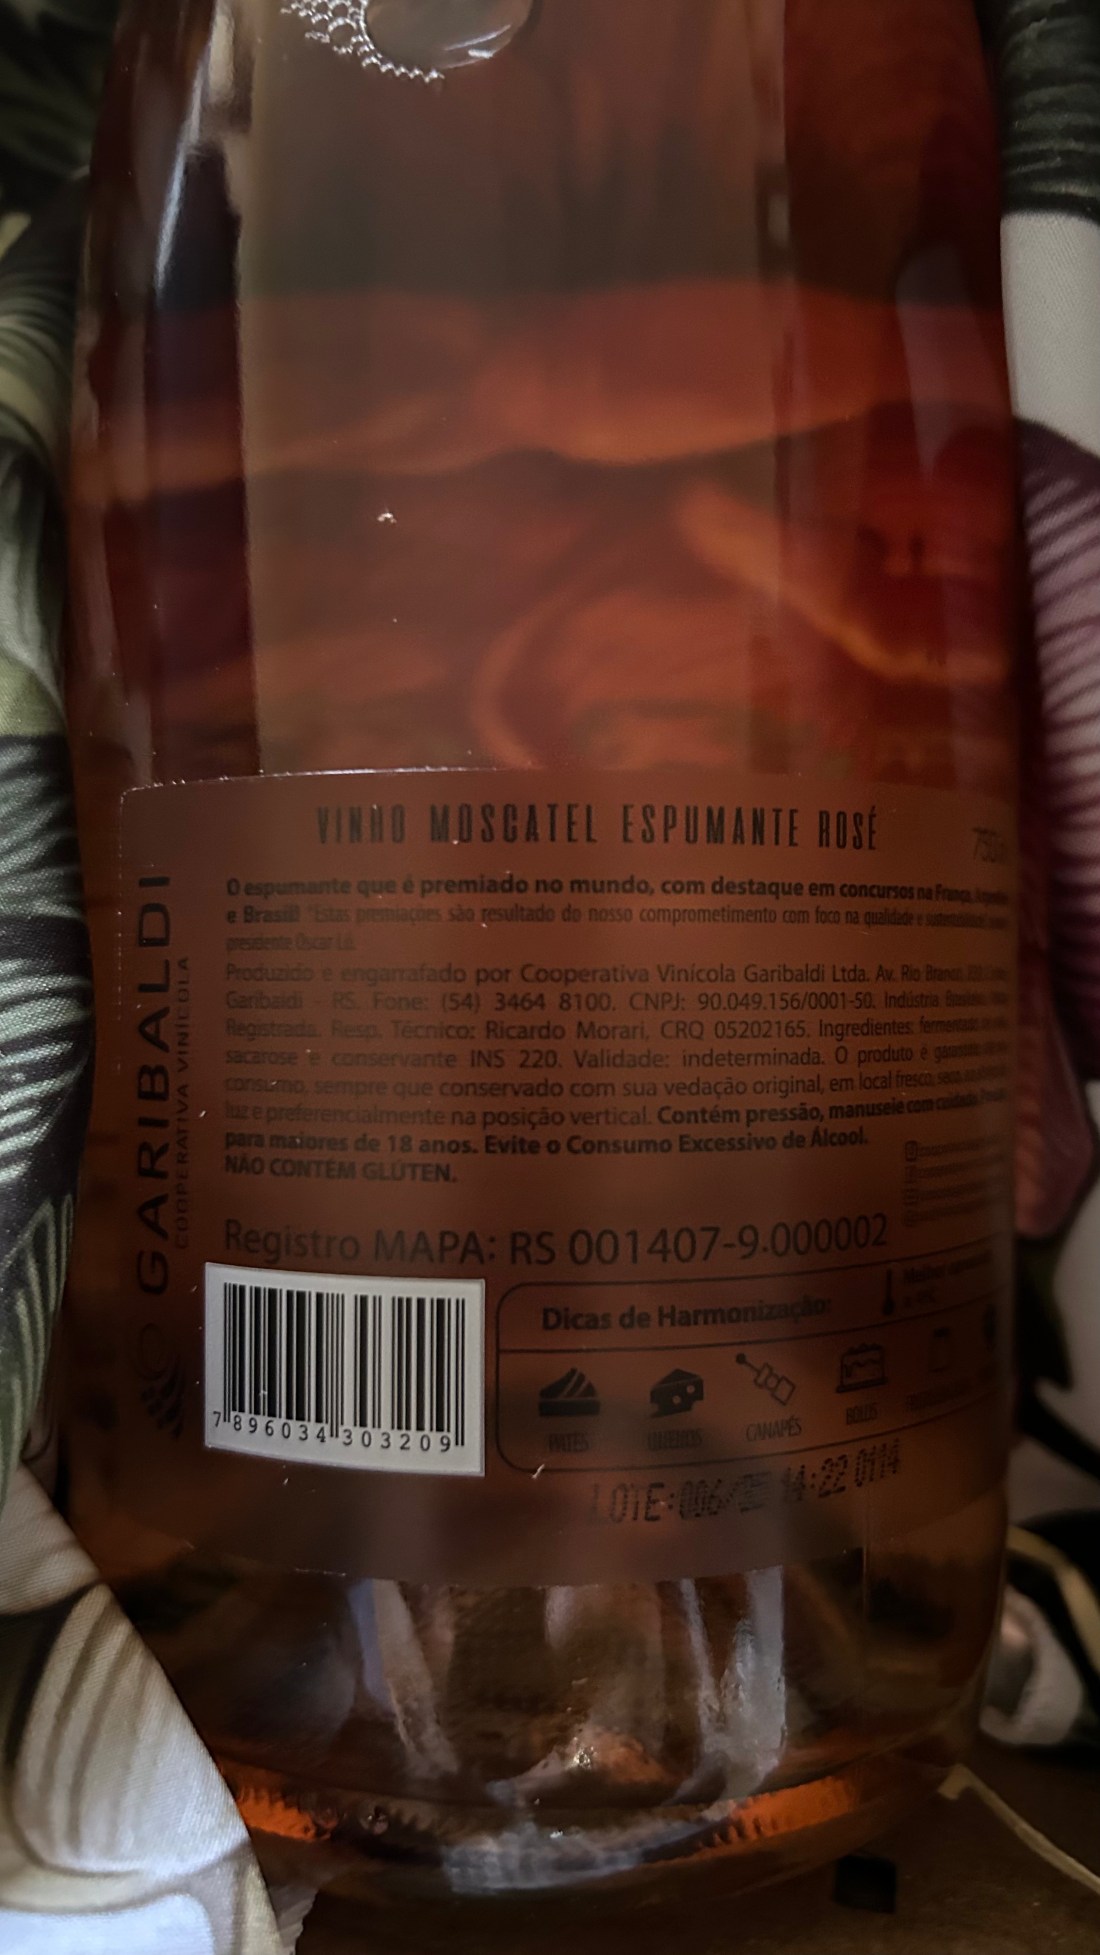 VINHO MOSCATEL ESPUMANTE ROSÉ
O espumante que é premiado no mundo, com destaque em concursos na França,
e Brasil! "Estas premiações são resultado do nosso comprometimento com foco na qualidade e
presidente Oscar Ló.
Produzido e engarrafado por Cooperativa Vinícola Garibaldi Ltda. Av. Rio Branco,
Garibaldi - RS. Fone: (54) 3464 8100. CNPJ: 90.049.156/0001-50. Indústria
Registrada. Resp. Técnico: Ricardo Morari, CRQ 05202165. Ingredientes:
sacarose e conservante INS 220. Validade: indeterminada. O produto é
consumo, sempre que conservado com sua vedação original, em local fresco,
luz e preferencialmente na posição vertical. Contém pressão, manuseie com cuidado.
para maiores de 18 anos. Evite o Consumo Excessivo de Álcool.
NÃO CONTÉM GLÚTEN.
Registro MAPA: RS 001407-9.000002
GARIBALDI
COOPERATIVA VINÍCOLA
7 896034 303209
Dicas de Harmonização:
PATÊS
QUEIJOS
CANAPÉS
BOLOS
LOTE: 14:22 0114